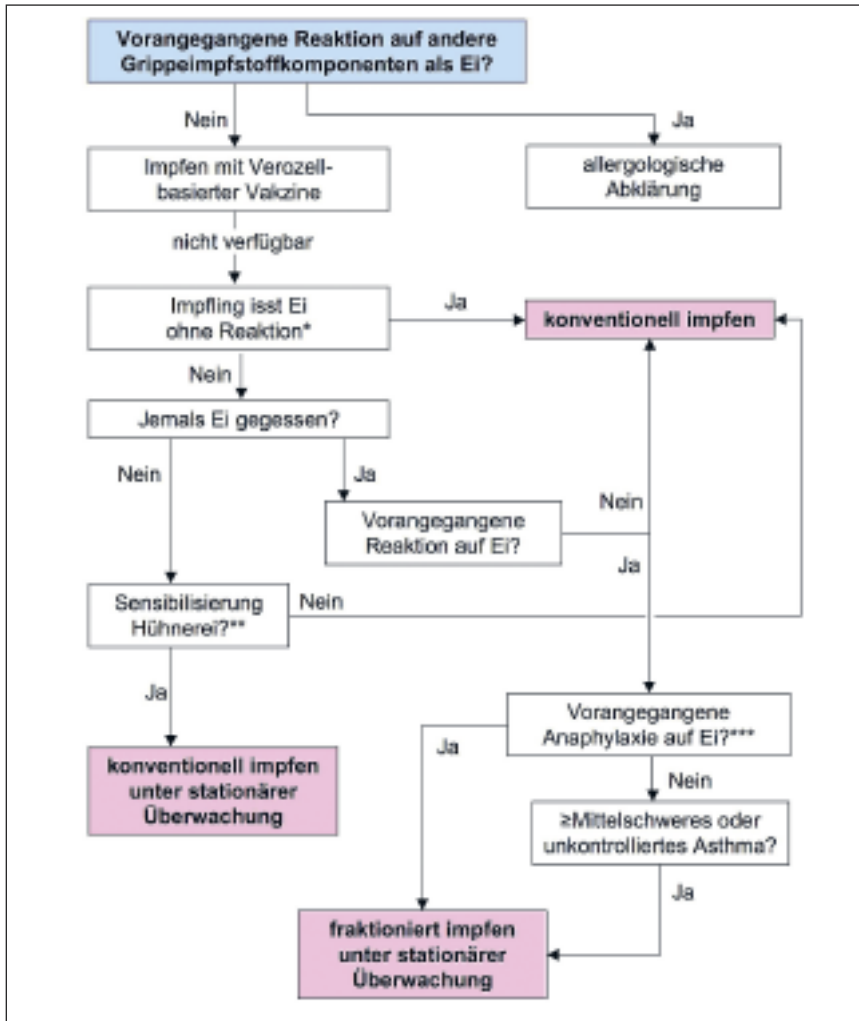 Vorangegangene Reaktion auf andere
Grippeimpfstoffkomponenten als Ei?
Nein
Ja
Impfen mit Verozell-
basierter Vakzine
allergologische
Abklärung
nicht verfügbar
Impfling isst Ei
ohne Reaktion*
Ja
konventionell impfen
Nein
Jemals Ei gegessen?
Nein
Ja
Vorangegangene
Reaktion auf Ei?
Nein
Ja
Sensibilisierung
Hühnerei?**
Nein
Ja
Vorangegangene
Anaphylaxie auf Ei?***
Ja
Nein
konventionell impfen
unter stationärer
Überwachung
≥Mittelschweres oder
unkontrolliertes Asthma?
Ja
fraktioniert impfen
unter stationärer
Überwachung